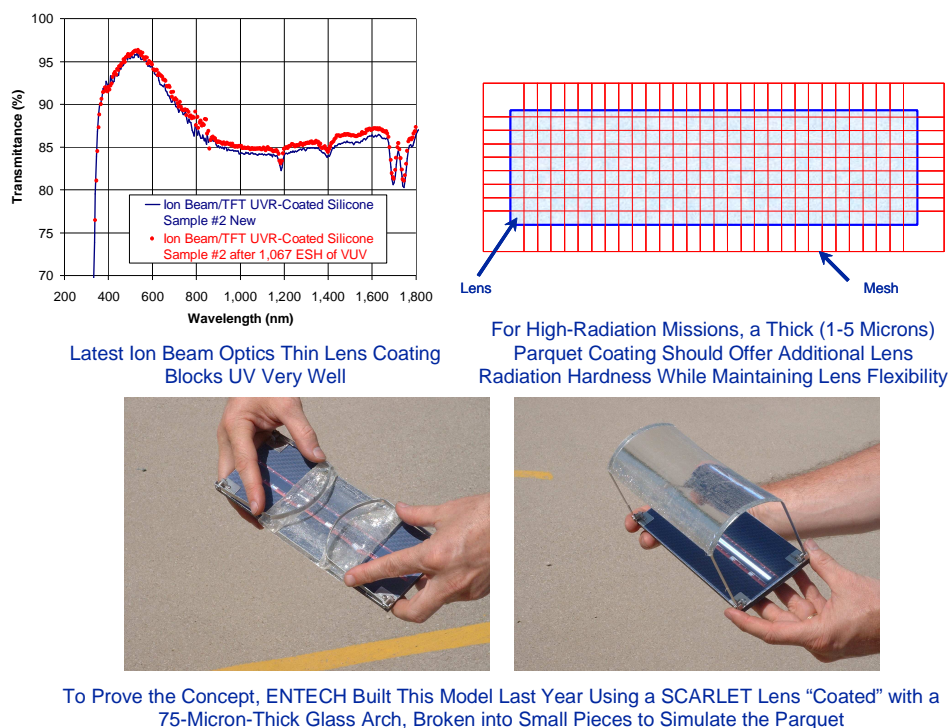 100
95
90
85
80
75
70
Transmittance (%)
Ion Beam/TFT UVR-Coated Silicone
Sample #2 New
Ion Beam/TFT UVR-Coated Silicone
Sample #2 after 1,067 ESH of VUV
200 400 600 800 1,000 1,200 1,400 1,600 1,800
Wavelength (nm)
Latest Ion Beam Optics Thin Lens Coating
Blocks UV Very Well
Lens
Mesh
For High-Radiation Missions, a Thick (1-5 Microns)
Parquet Coating Should Offer Additional Lens
Radiation Hardness While Maintaining Lens Flexibility
To Prove the Concept, ENTECH Built This Model Last Year Using a SCARLET Lens “Coated” with a
75-Micron-Thick Glass Arch, Broken into Small Pieces to Simulate the Parquet